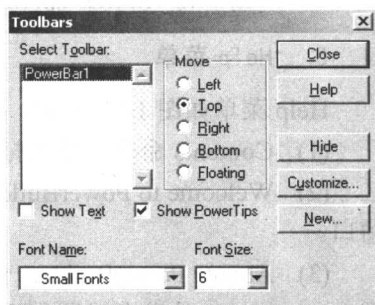 Toolbars
Select Toolbar:
PowerBar1
Move
Left
Top
Right
Bottom
Floating
Close
Help
Hide
Customize...
New...
Show Text
Show PowerTips
Font Name:
Small Fonts
Font Size:
6